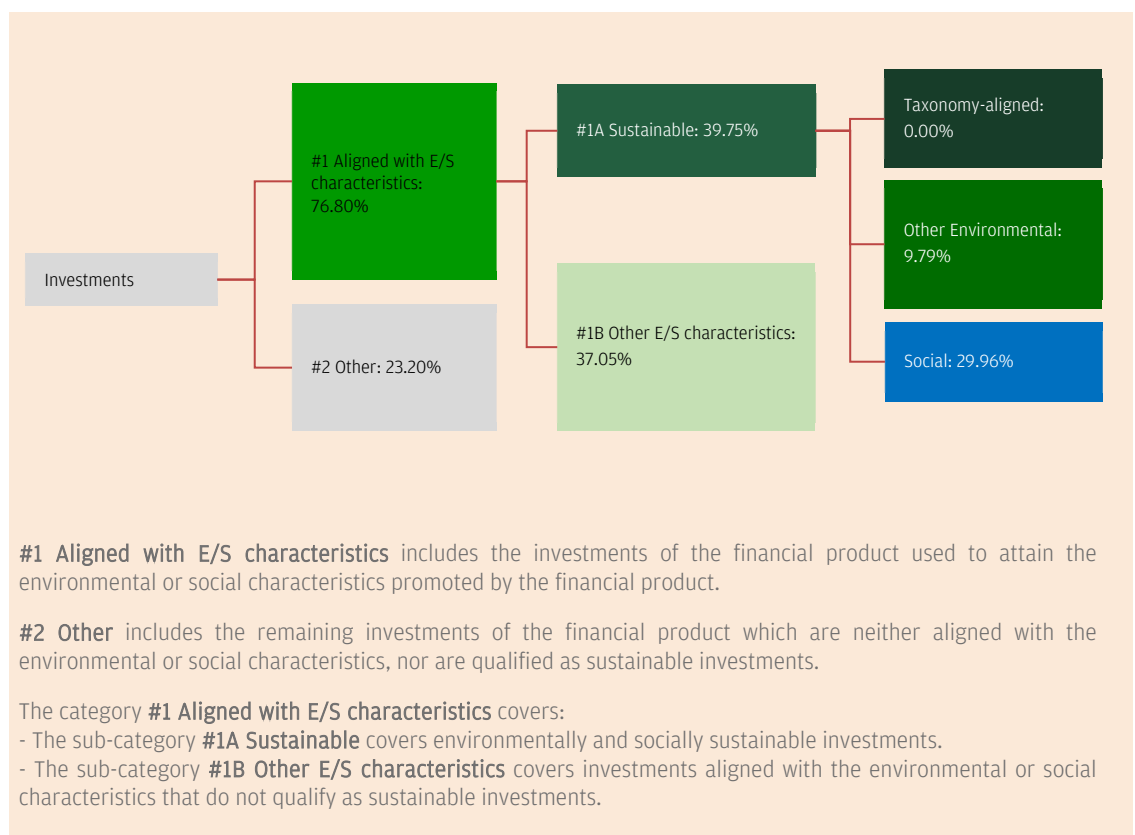 Investments
#1 Aligned with E/S
characteristics:
76.80%
#2 Other: 23.20%
#1A Sustainable: 39.75%
#1B Other E/S characteristics:
37.05%
Taxonomy-aligned:
0.00%
Other Environmental:
9.79%
Social: 29.96%
#1 Aligned with E/S characteristics includes the investments of the financial product used to attain the
environmental or social characteristics promoted by the financial product.
#2 Other includes the remaining investments of the financial product which are neither aligned with the
environmental or social characteristics, nor are qualified as sustainable investments.
The category #1 Aligned with E/S characteristics covers:
- The sub-category #1A Sustainable covers environmentally and socially sustainable investments.
- The sub-category #1B Other E/S characteristics covers investments aligned with the environmental or social
characteristics that do not qualify as sustainable investments.